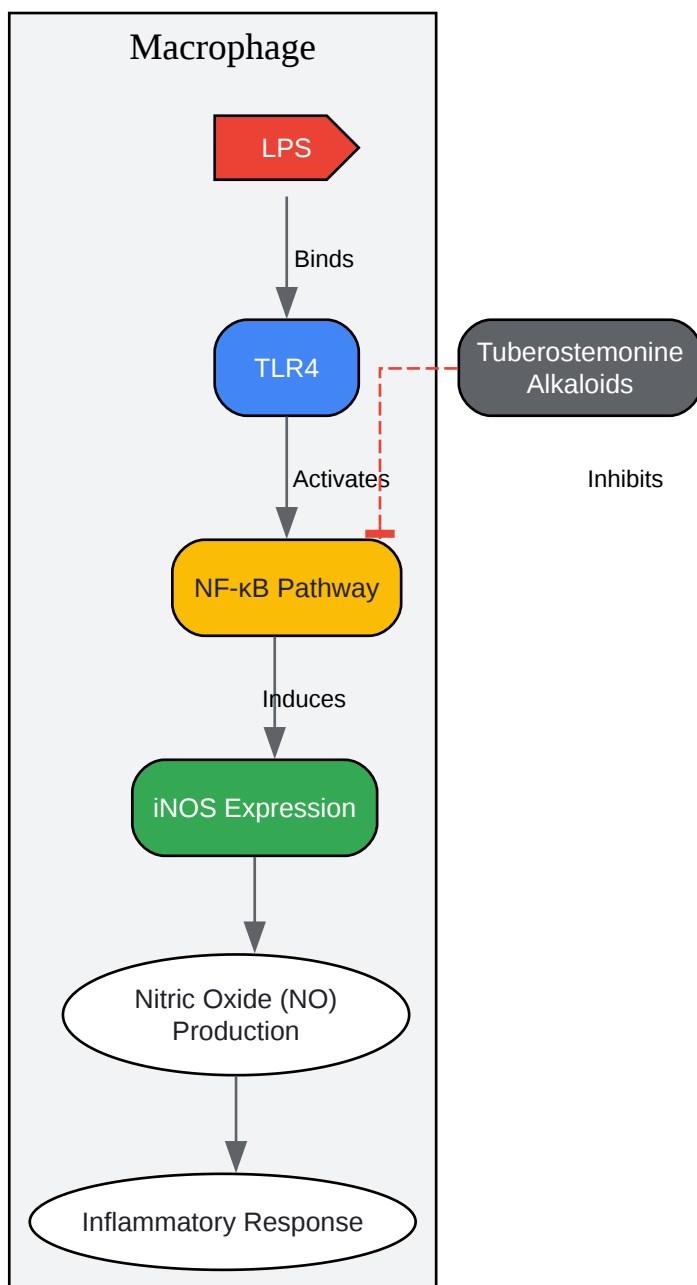 Macrophage
LPS
Binds
TLR4
Tuberostemonine
Alkaloids
Activates
Inhibits
NF-κB Pathway
Induces
iNOS Expression
Nitric Oxide (NO)
Production
Inflammatory Response